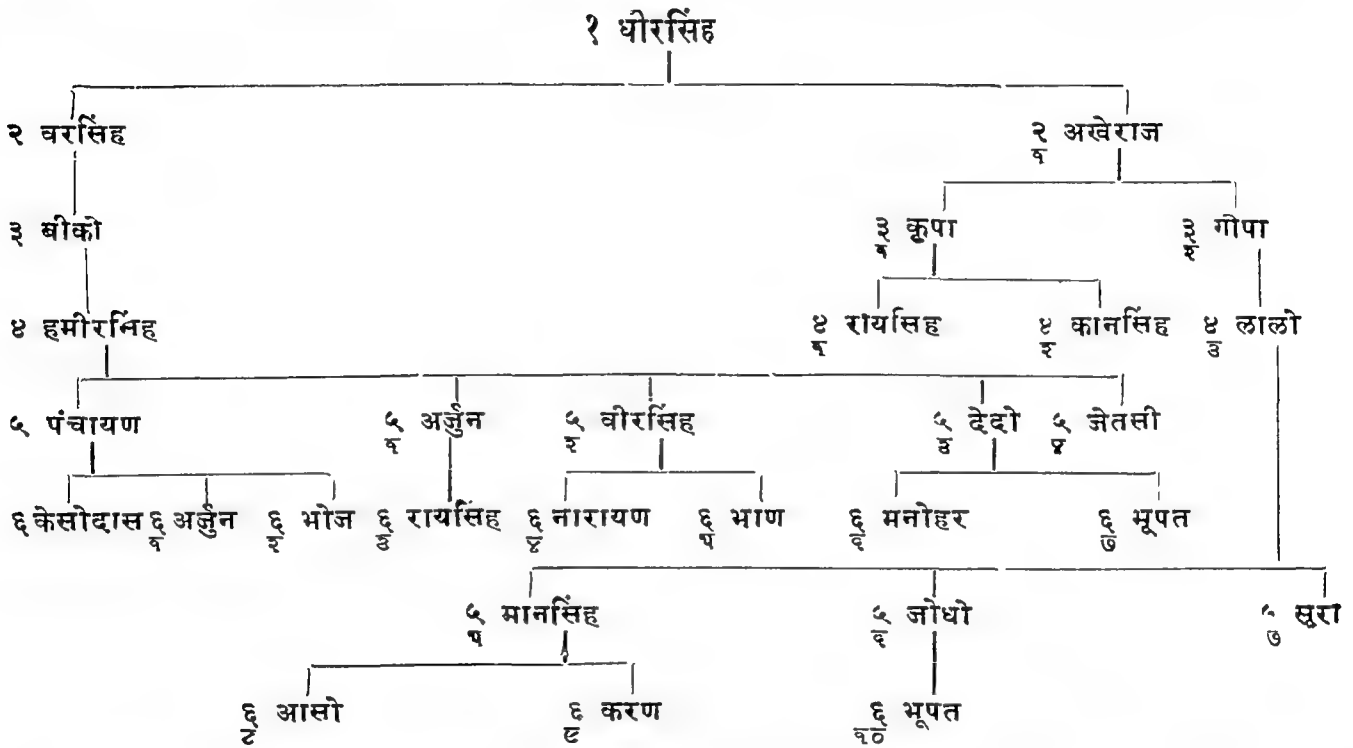 १ धीरसिंह
२ वरसिंह २/१ अखेराज
३ बीको ३/१ कूपा ३/२ गोपा
४ हमीरसिंह ४/१ रायसिंह ४/२ कानसिंह ४/३ लालो
५ पंचायण ५/१ अर्जुन ५/२ वीरसिंह ५/३ देदो ५/४ जेतसी
६ केसोदास ६/१ अर्जुन ६/२ भोज ६/३ रायसिंह ६/४ नारायण ६/५ भाण ६/६ मनोहर ६/७ भूपत
५/५ मानसिंह ५/६ जोधो ५/७ सूरो
६/८ आसो ६/९ करण ६/१० भूपत